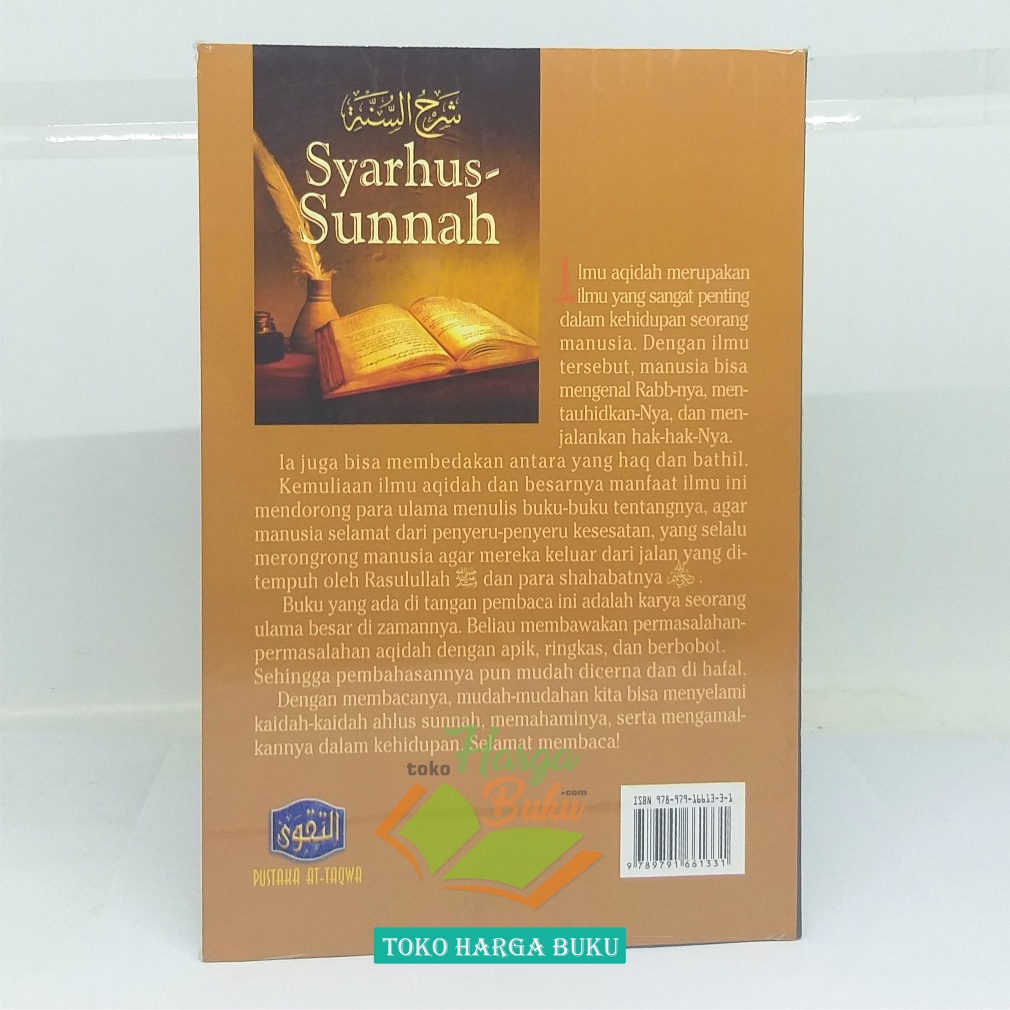 شَرْحُ السُّنَّةِ
Syarhus-
Sunnah
Ilmu aqidah merupakan
ilmu yang sangat penting
dalam kehidupan seorang
manusia. Dengan ilmu
tersebut, manusia bisa
mengenal Rabb-nya, men-
tauhidkan-Nya, dan men-
jalankan hak-hak-Nya.
Ia juga bisa membedakan antara yang haq dan bathil.
Kemuliaan ilmu aqidah dan besarnya manfaat ilmu ini
mendorong para ulama menulis buku-buku tentangnya, agar
manusia selamat dari penyeru-penyeru kesesatan, yang selalu
merongrong manusia agar mereka keluar dari jalan yang di-
tempuh oleh Rasulullah ﷺ dan para shahabatnya .
Buku yang ada di tangan pembaca ini adalah karya seorang
ulama besar di zamannya. Beliau membawakan permasalahan-
permasalahan aqidah dengan apik, ringkas, dan berbobot.
Sehingga pembahasannya pun mudah dicerna dan di hafal.
Dengan membacanya, mudah-mudahan kita bisa menyelami
kaidah-kaidah ahlus sunnah, memahaminya, serta mengamal-
kannya dalam kehidupan. Selamat membaca!
toko Harga
Buku .com
ISBN 978-979-16613-3-1
9 789791 661331
التقوى
PUSTAKA AT-TAQWA
TOKO HARGA BUKU